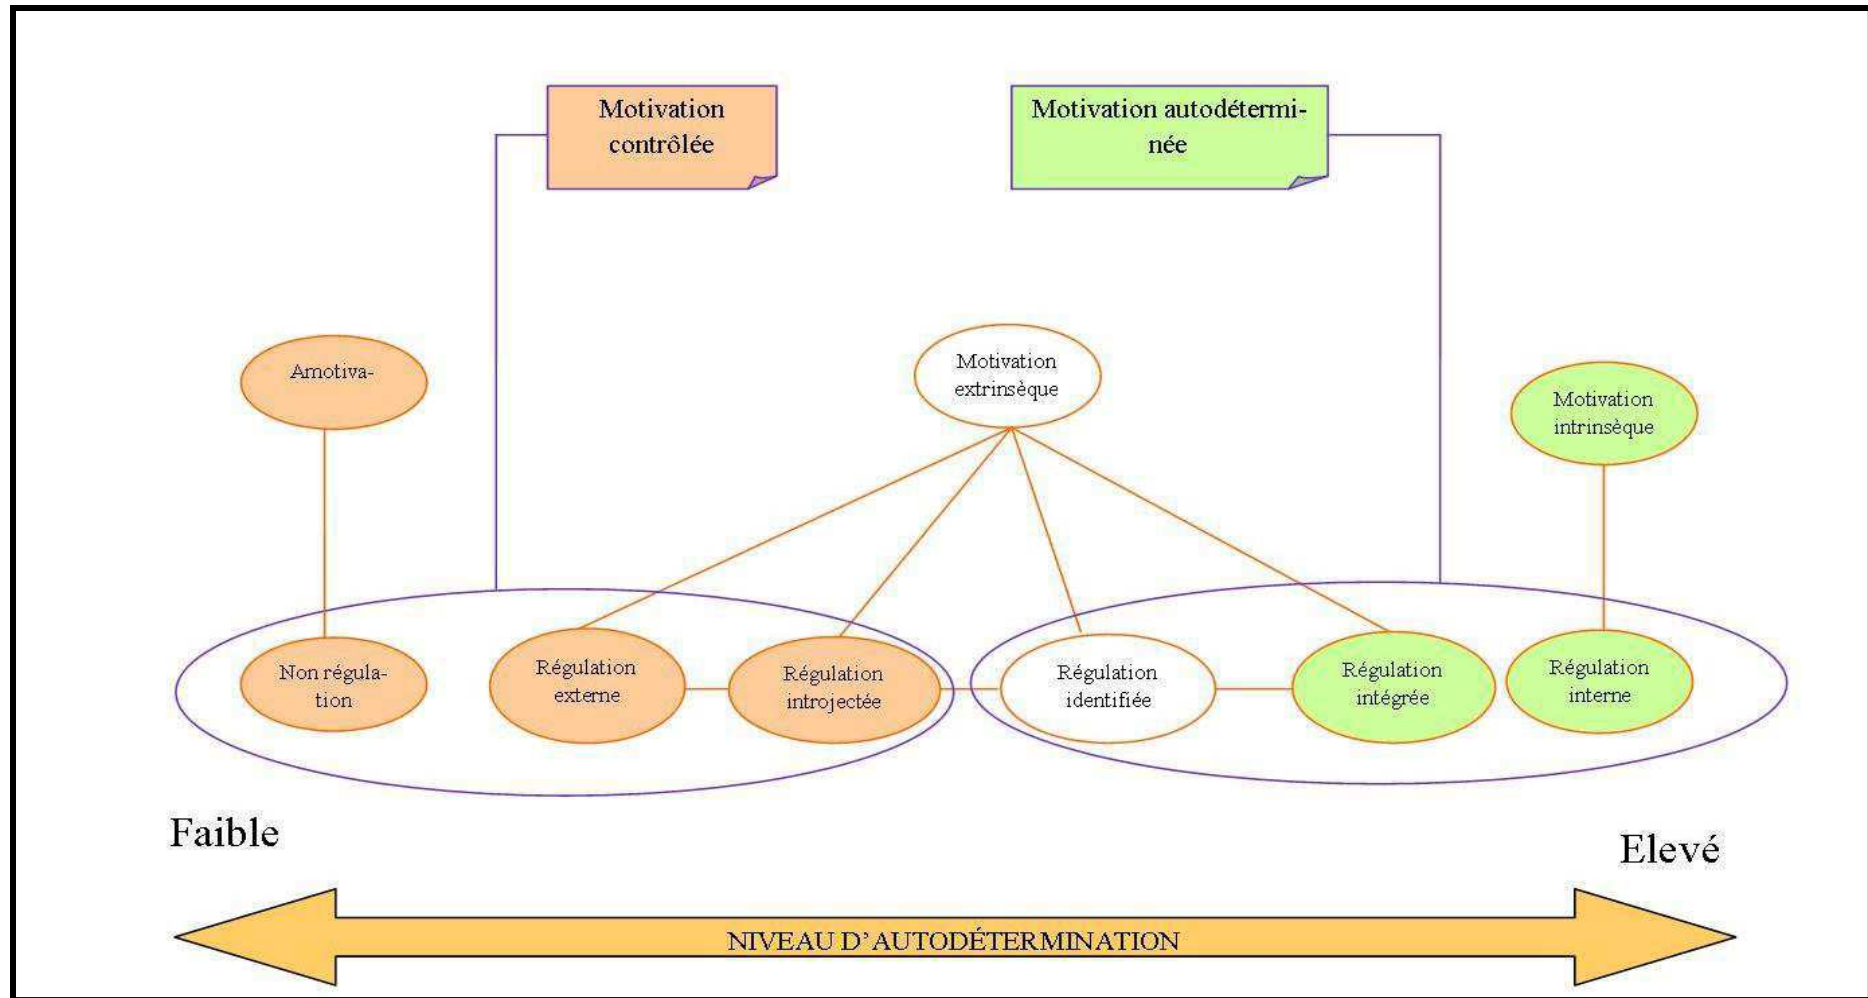 Motivation
contrôlée
Motivation autodétermi-
née
Amotiva-
Motivation
extrinsèque
Motivation
intrinsèque
Non régula-
tion
Régulation
externe
Régulation
introjectée
Régulation
identifiée
Régulation
intégrée
Régulation
interne
Faible
Elevé
NIVEAU D'AUTODÉTERMINATION